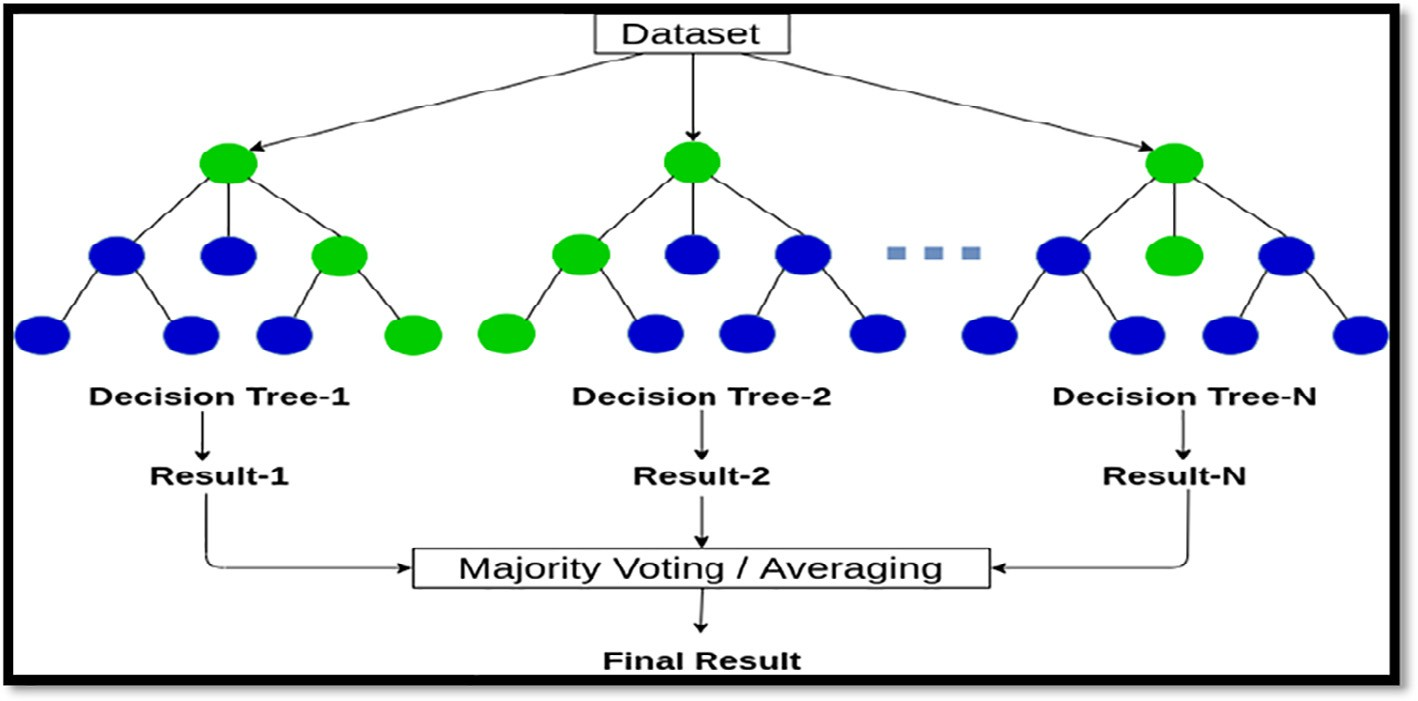 Dataset
Decision Tree-1
Decision Tree-2
Decision Tree-N
Result-1
Result-2
Result-N
Majority Voting / Averaging
Final Result